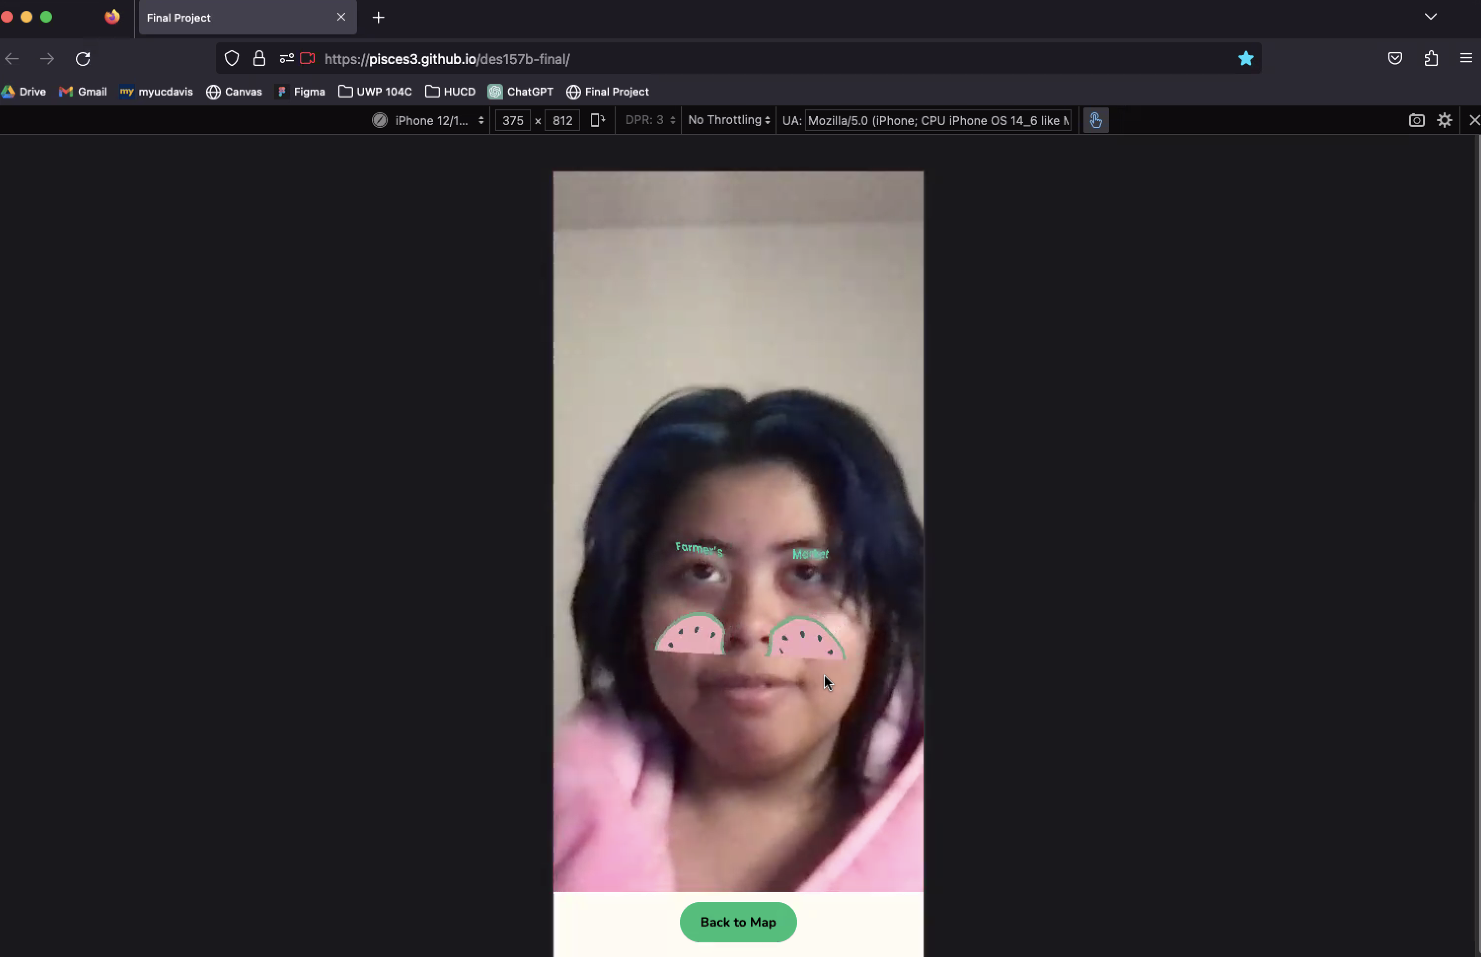 Final Project
https://pisces3.github.io/des157b-final/
Drive Gmail my myucdavis Canvas Figma UWP 104C HUCD ChatGPT Final Project
iPhone 12/1... 375 × 812 DPR: 3 No Throttling UA: Mozilla/5.0 (iPhone; CPU iPhone OS 14_6 like M
Farmer's Market
Back to Map